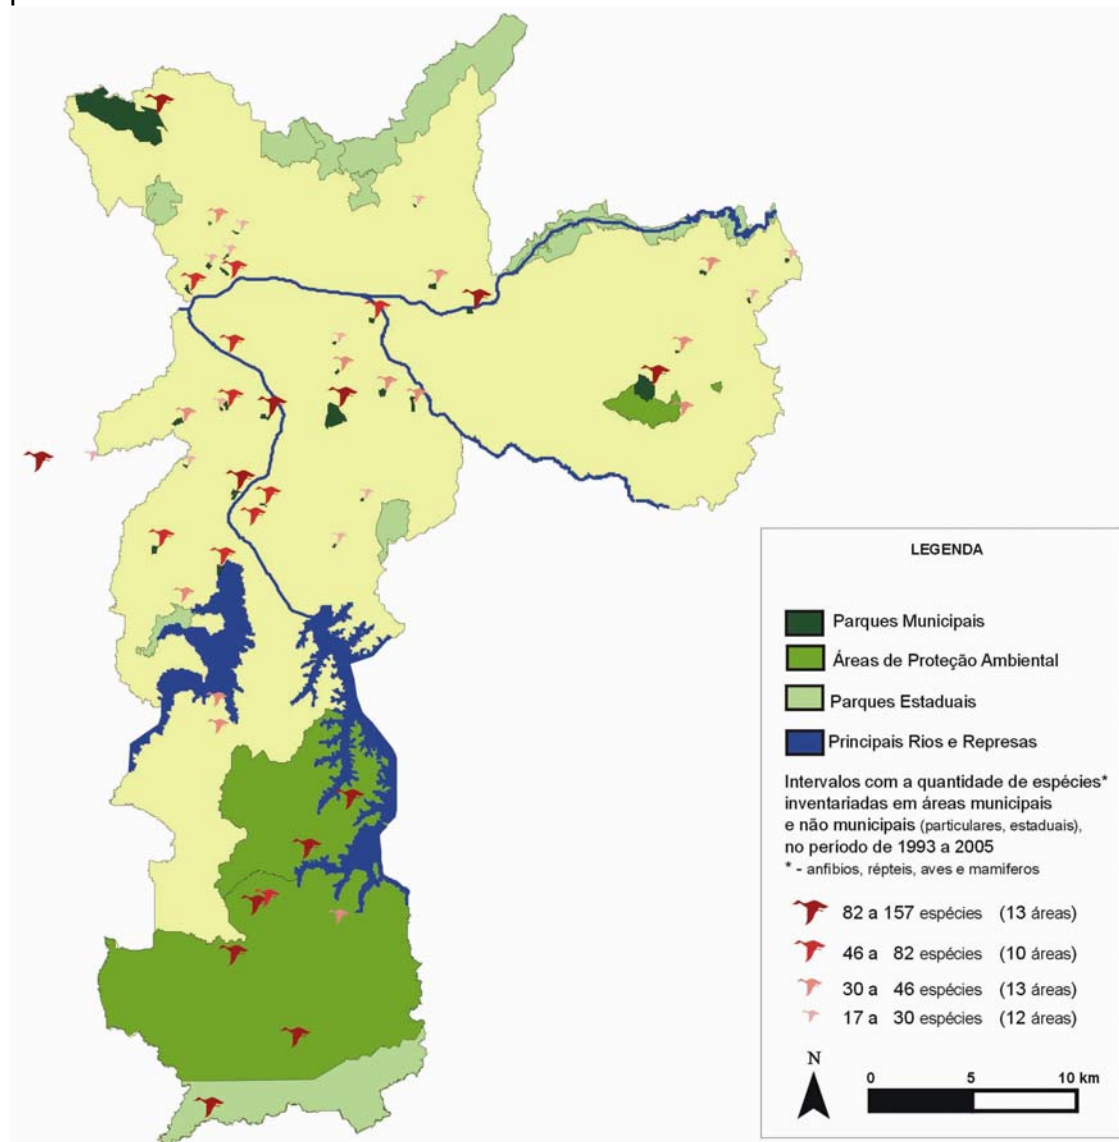 LEGENDA
Parques Municipais
Áreas de Proteção Ambiental
Parques Estaduais
Principais Rios e Represas
Intervalos com a quantidade de espécies*
inventariadas em áreas municipais
e não municipais (particulares, estaduais),
no período de 1993 a 2005
* - anfíbios, répteis, aves e mamiferos
82 a 157 espécies (13 áreas)
46 a 82 espécies (10 áreas)
30 a 46 espécies (13 áreas)
17 a 30 espécies (12 áreas)
N
0 5 10 km